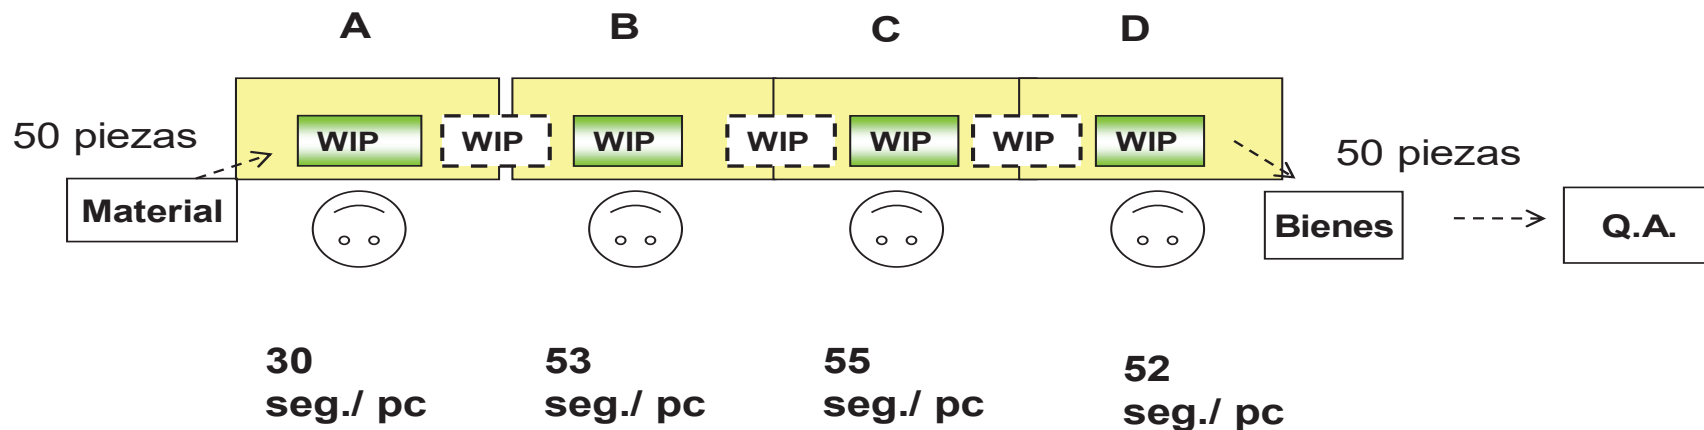 A B C D
50 piezas
WIP WIP WIP WIP WIP WIP WIP
50 piezas
Material
Bienes
Q.A.
30
seg./ pc
53
seg./ pc
55
seg./ pc
52
seg./ pc